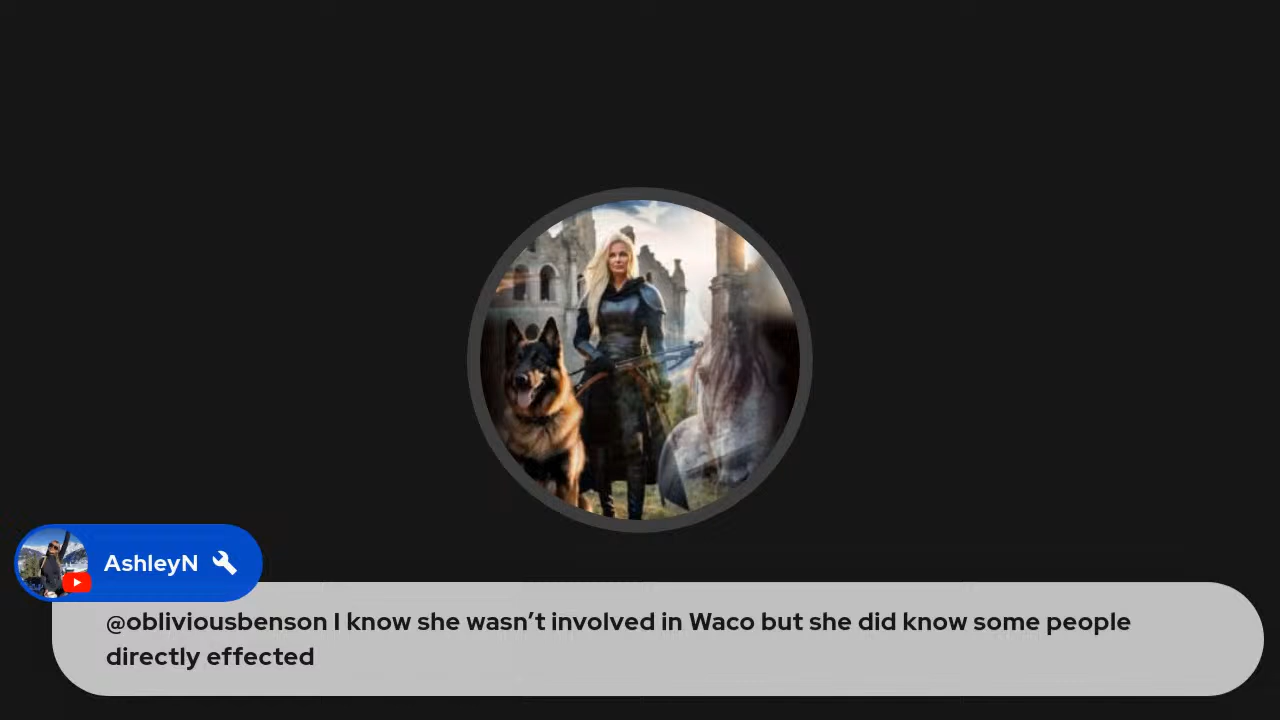 AshleyN
@obliviousbenson I know she wasn’t involved in Waco but she did know some people
directly effected